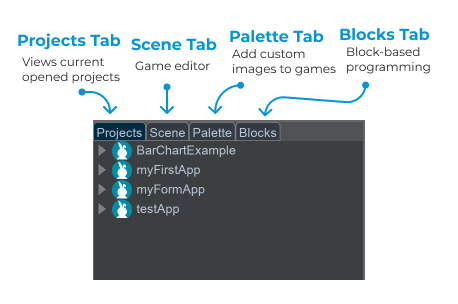 Projects Tab
Views current
opened projects
Scene Tab
Game editor
Palette Tab
Add custom
images to games
Blocks Tab
Block-based
programming
Projects Scene Palette Blocks
BarChartExample
myFirstApp
myFormApp
testApp